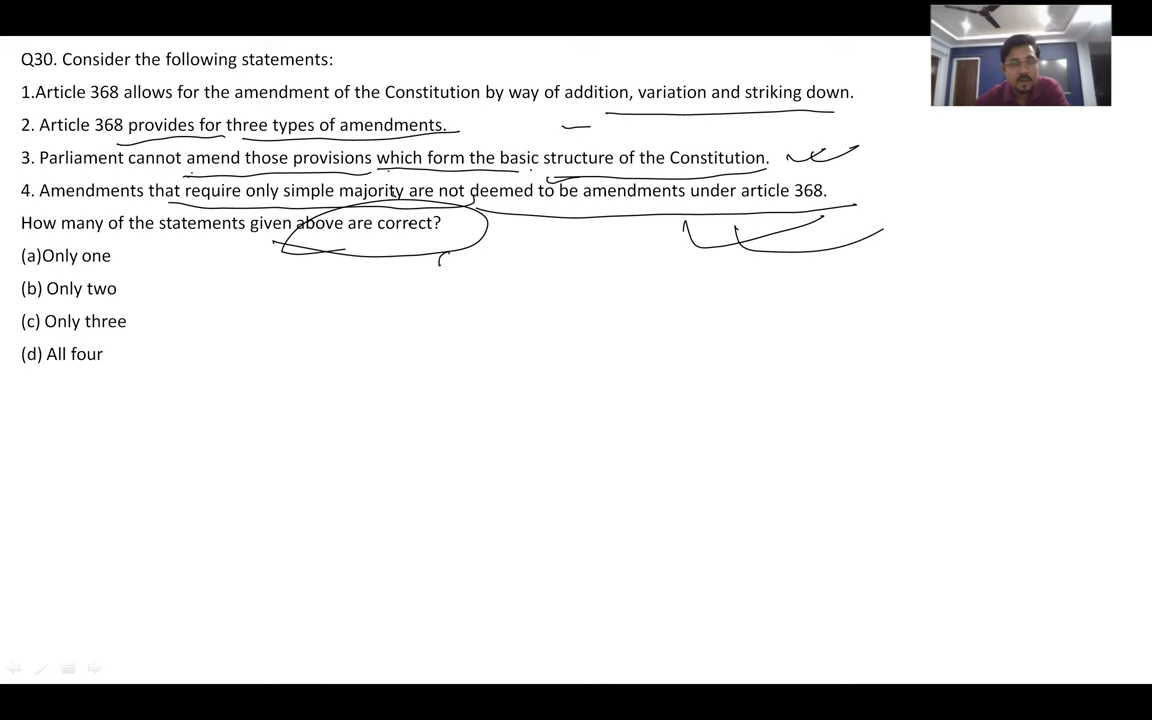 Q30. Consider the following statements:
1.Article 368 allows for the amendment of the Constitution by way of addition, variation and striking down.
2. Article 368 provides for three types of amendments.
3. Parliament cannot amend those provisions which form the basic structure of the Constitution.
4. Amendments that require only simple majority are not deemed to be amendments under article 368.
How many of the statements given above are correct?
(a)Only one
(b) Only two
(c) Only three
(d) All four